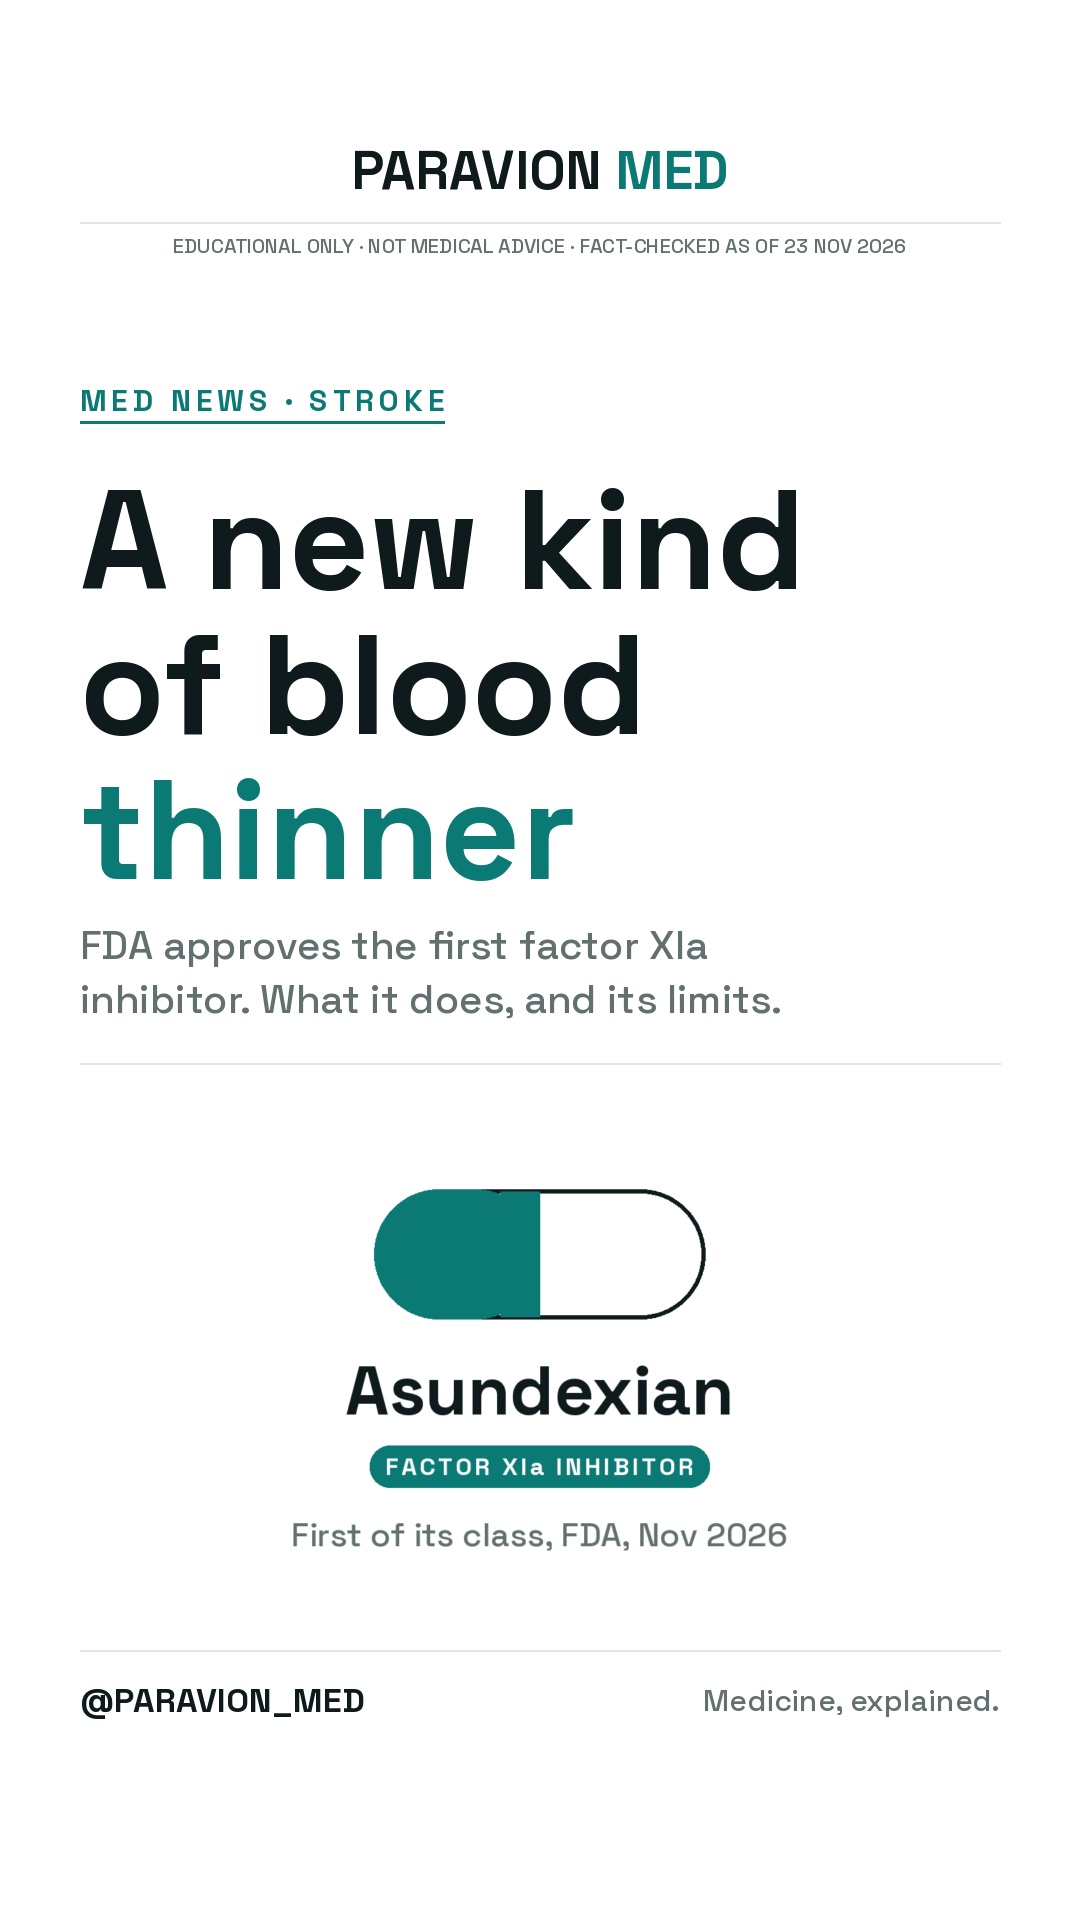 PARAVION MED
EDUCATIONAL ONLY · NOT MEDICAL ADVICE · FACT-CHECKED AS OF 23 NOV 2026
MED NEWS · STROKE
A new kind
of blood
thinner
FDA approves the first factor XIa
inhibitor. What it does, and its limits.
Asundexian
FACTOR XIa INHIBITOR
First of its class, FDA, Nov 2026
@PARAVION_MED
Medicine, explained.